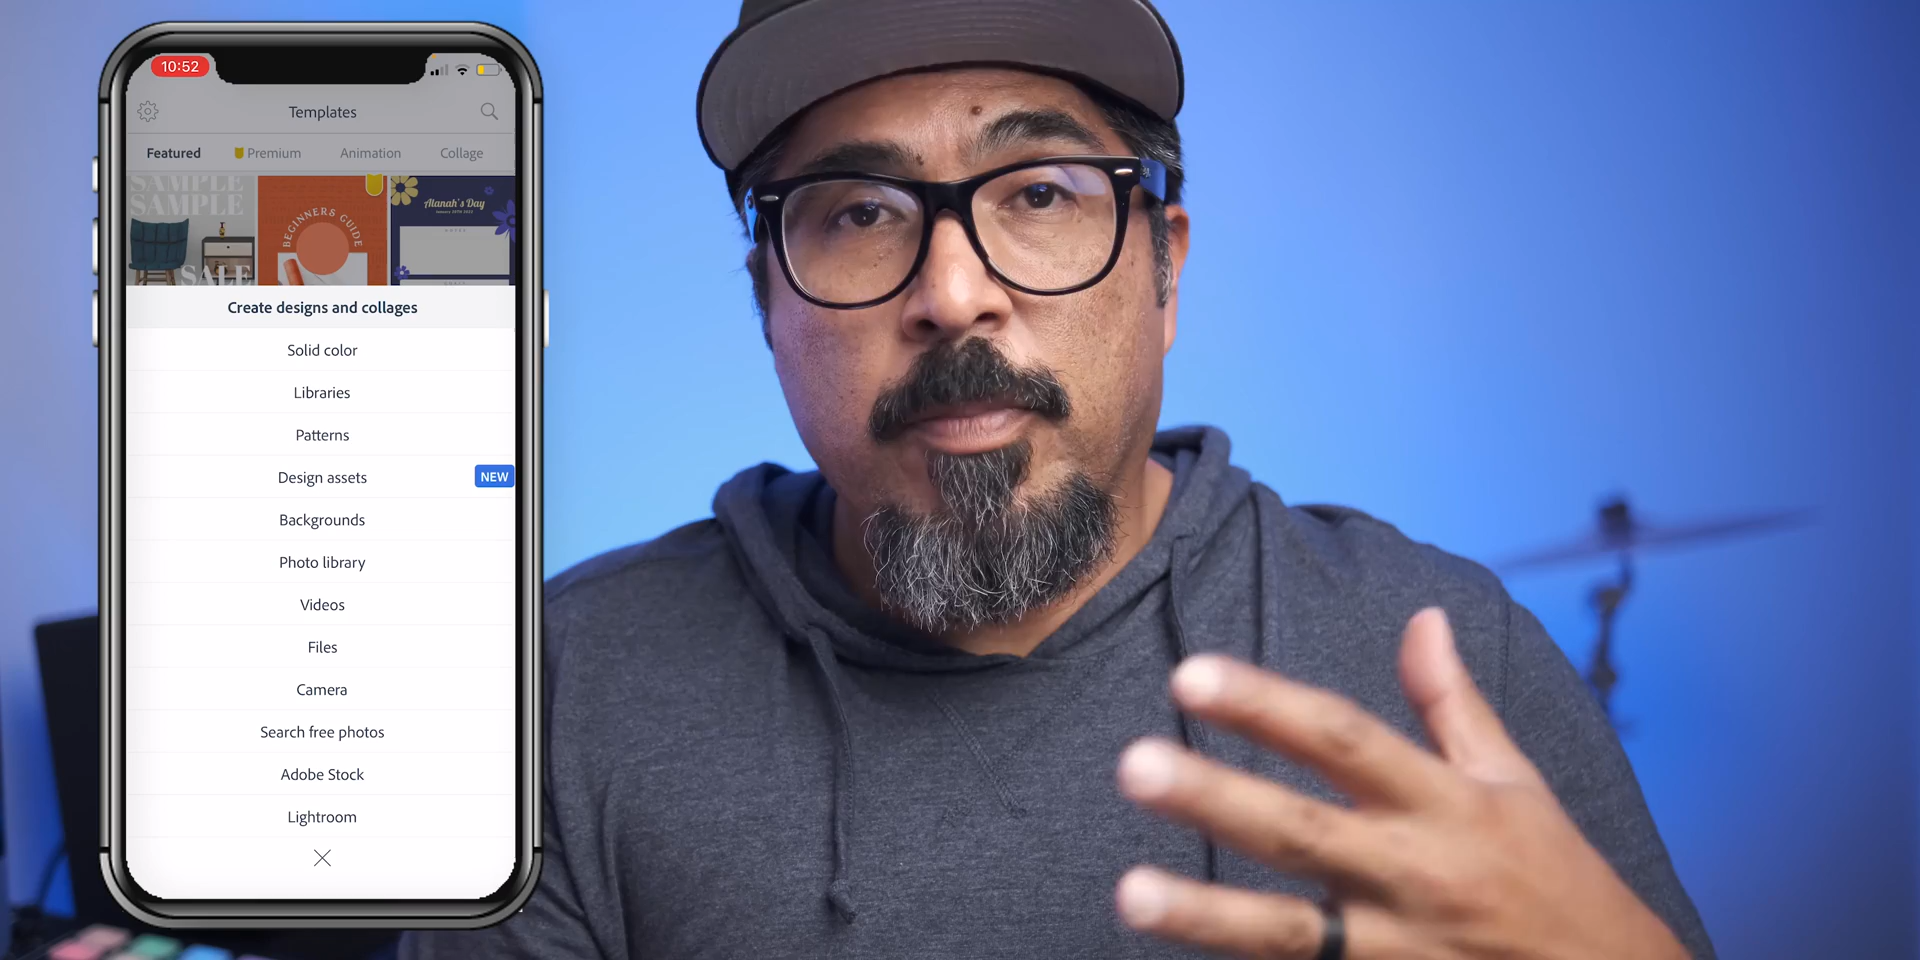 10:52
Templates
Featured
Premium
Animation
Collage
SAMPLE
SAMPLE
SALE
BEGINNERS GUIDE
Alanah's Day
Create designs and collages
Solid color
Libraries
Patterns
Design assets
NEW
Backgrounds
Photo library
Videos
Files
Camera
Search free photos
Adobe Stock
Lightroom